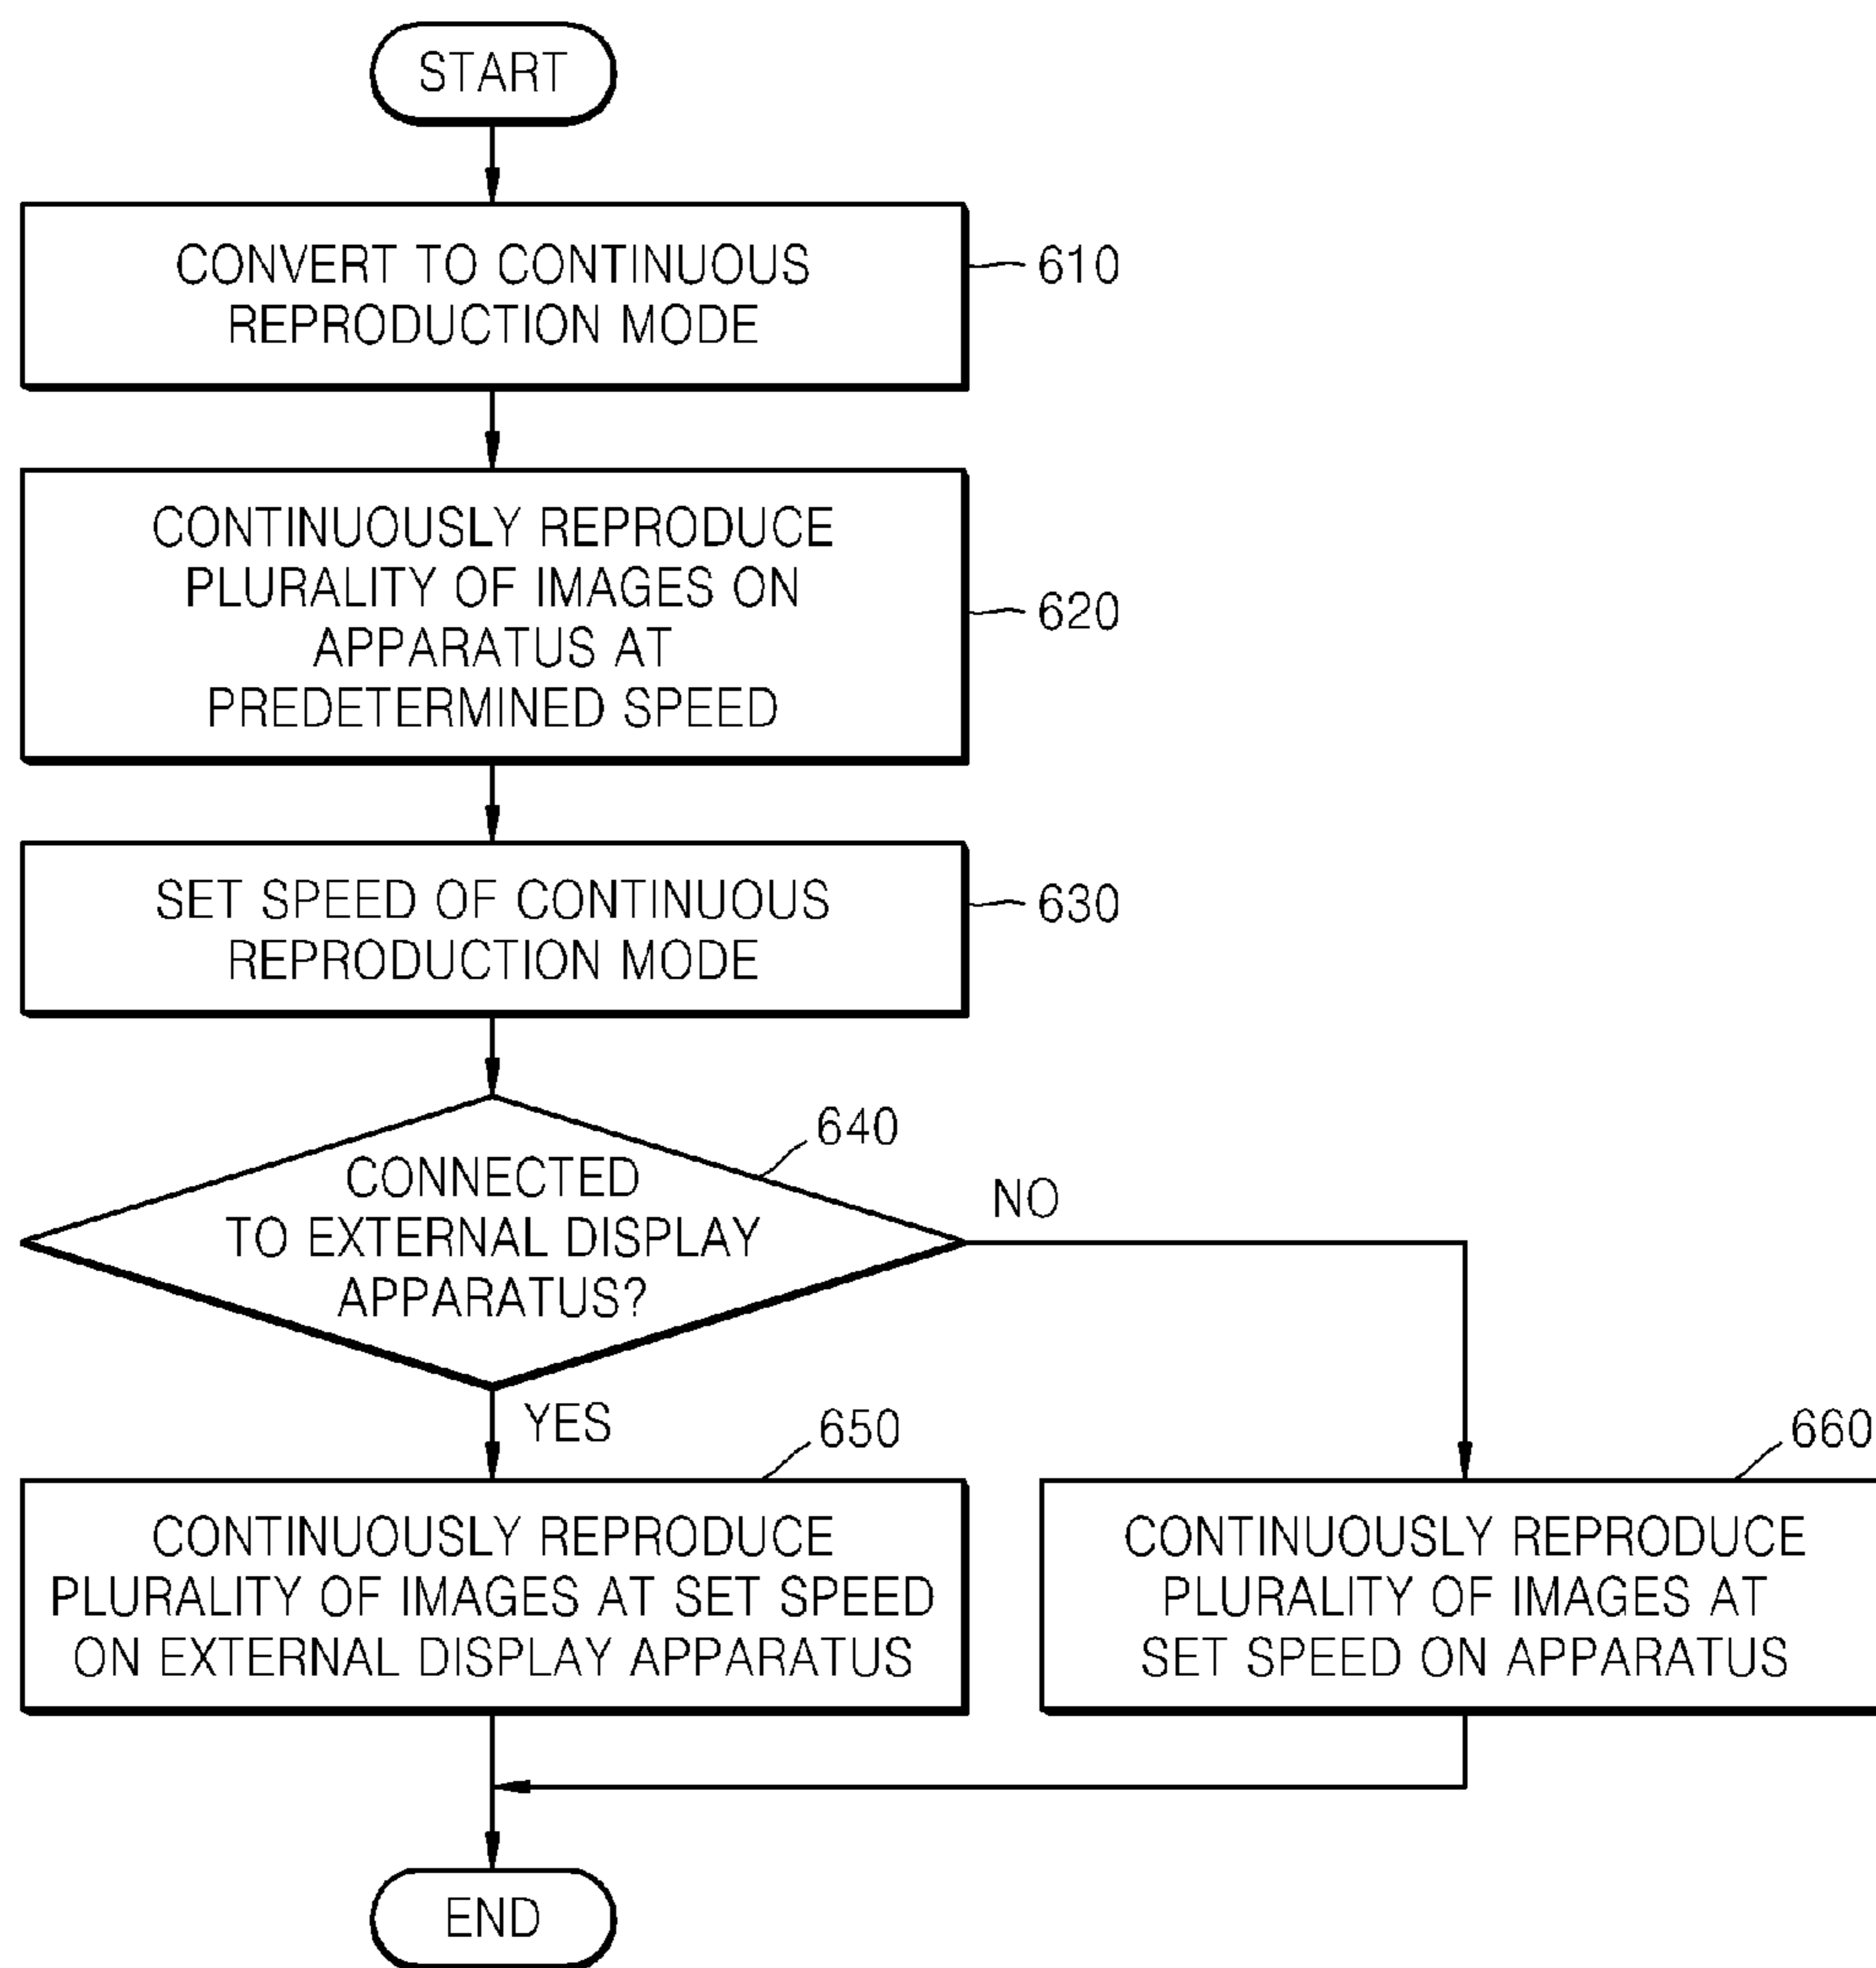 START
CONVERT TO CONTINUOUS
REPRODUCTION MODE
610
CONTINUOUSLY REPRODUCE
PLURALITY OF IMAGES ON
APPARATUS AT
PREDETERMINED SPEED
620
SET SPEED OF CONTINUOUS
REPRODUCTION MODE
630
640
CONNECTED
TO EXTERNAL DISPLAY
APPARATUS?
NO
YES
650
CONTINUOUSLY REPRODUCE
PLURALITY OF IMAGES AT SET SPEED
ON EXTERNAL DISPLAY APPARATUS
660
CONTINUOUSLY REPRODUCE
PLURALITY OF IMAGES AT
SET SPEED ON APPARATUS
END